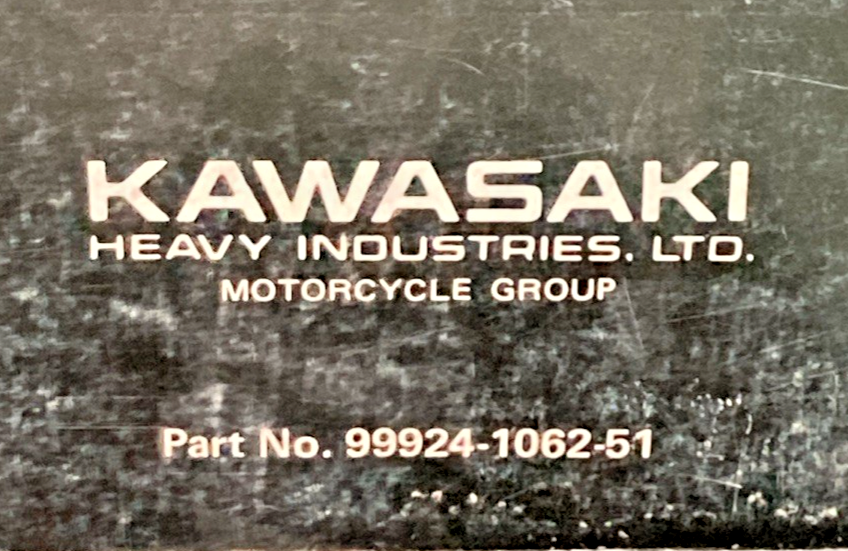 KAWASAKI
HEAVY INDUSTRIES, LTD.
MOTORCYCLE GROUP
Part No. 99924-1062-51